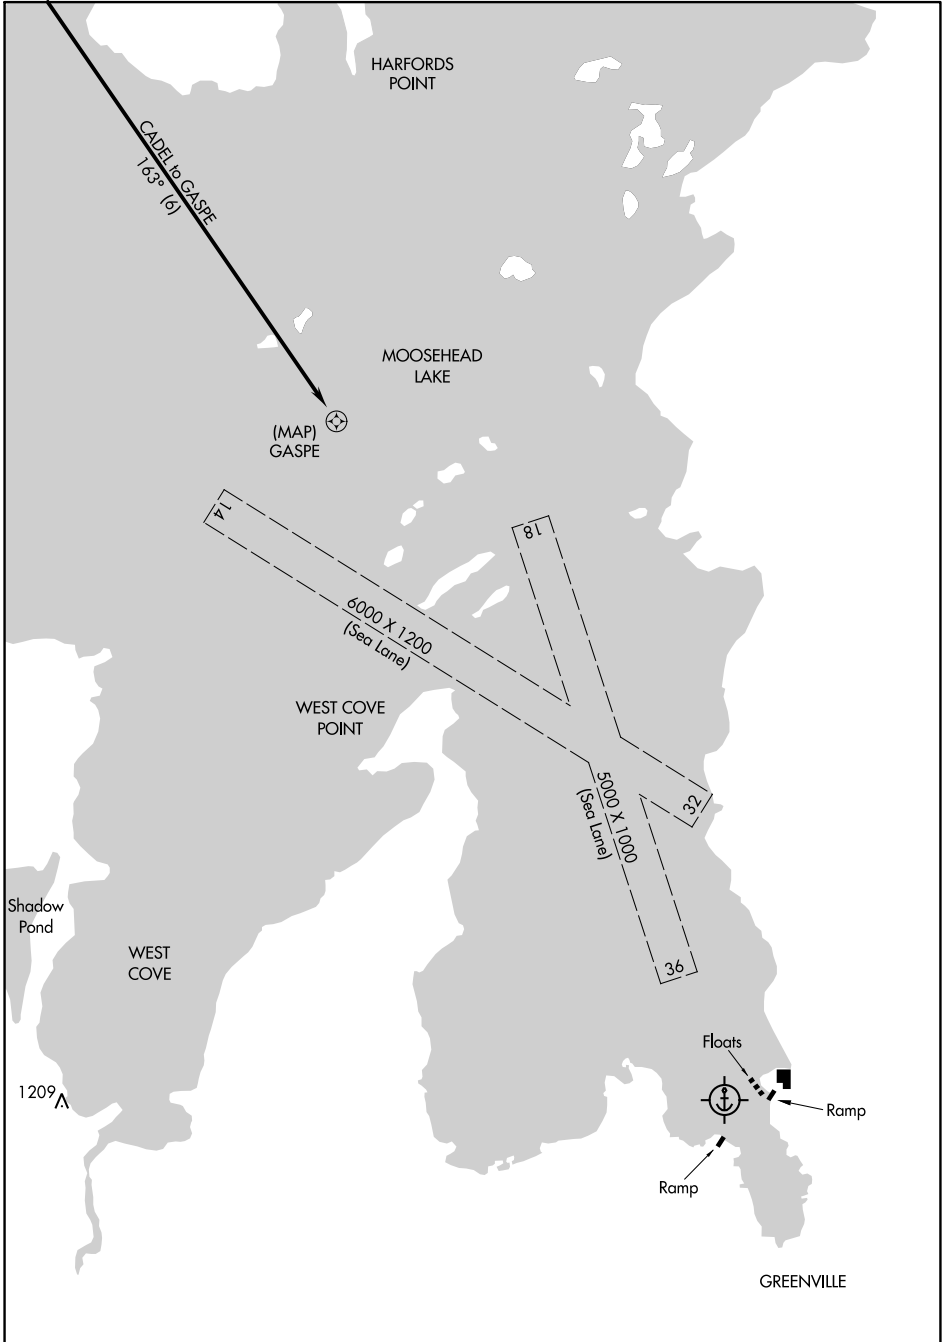 HARFORDS
POINT
CADEL to GASPE
163° (6)
MOOSEHEAD
LAKE
(MAP)
GASPE
14
18
6000 X 1200
(Sea Lane)
WEST COVE
POINT
5000 X 1000
(Sea Lane)
32
Shadow
Pond
WEST
COVE
36
Floats
1209
Ramp
Ramp
GREENVILLE